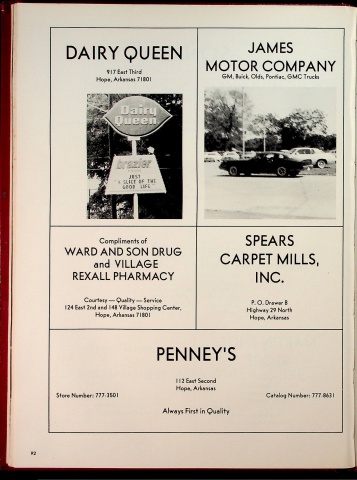 DAIRY QUEEN
917 East Third
Hope, Arkansas 71801
Dairy
Queen
brazier
JUST
A SLICE OF THE
GOOD LIFE
JAMES
MOTOR COMPANY
GM, Buick, Olds, Pontiac, GMC Trucks
Compliments of
WARD AND SON DRUG
and VILLAGE
REXALL PHARMACY
Courtesy — Quality — Service
124 East 2nd and 148 Village Shopping Center,
Hope, Arkansas 71801
SPEARS
CARPET MILLS,
INC.
P. O. Drawer B
Highway 29 North
Hope, Arkansas
PENNEY'S
112 East Second
Hope, Arkansas
Store Number: 777-3501
Catalog Number: 777-8631
Always First in Quality
92